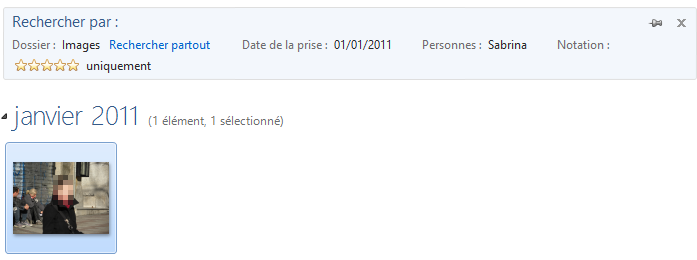 Rechercher par :
Dossier : Images Rechercher partout Date de la prise : 01/01/2011 Personnes : Sabrina Notation :
uniquement
janvier 2011 (1 élément, 1 sélectionné)